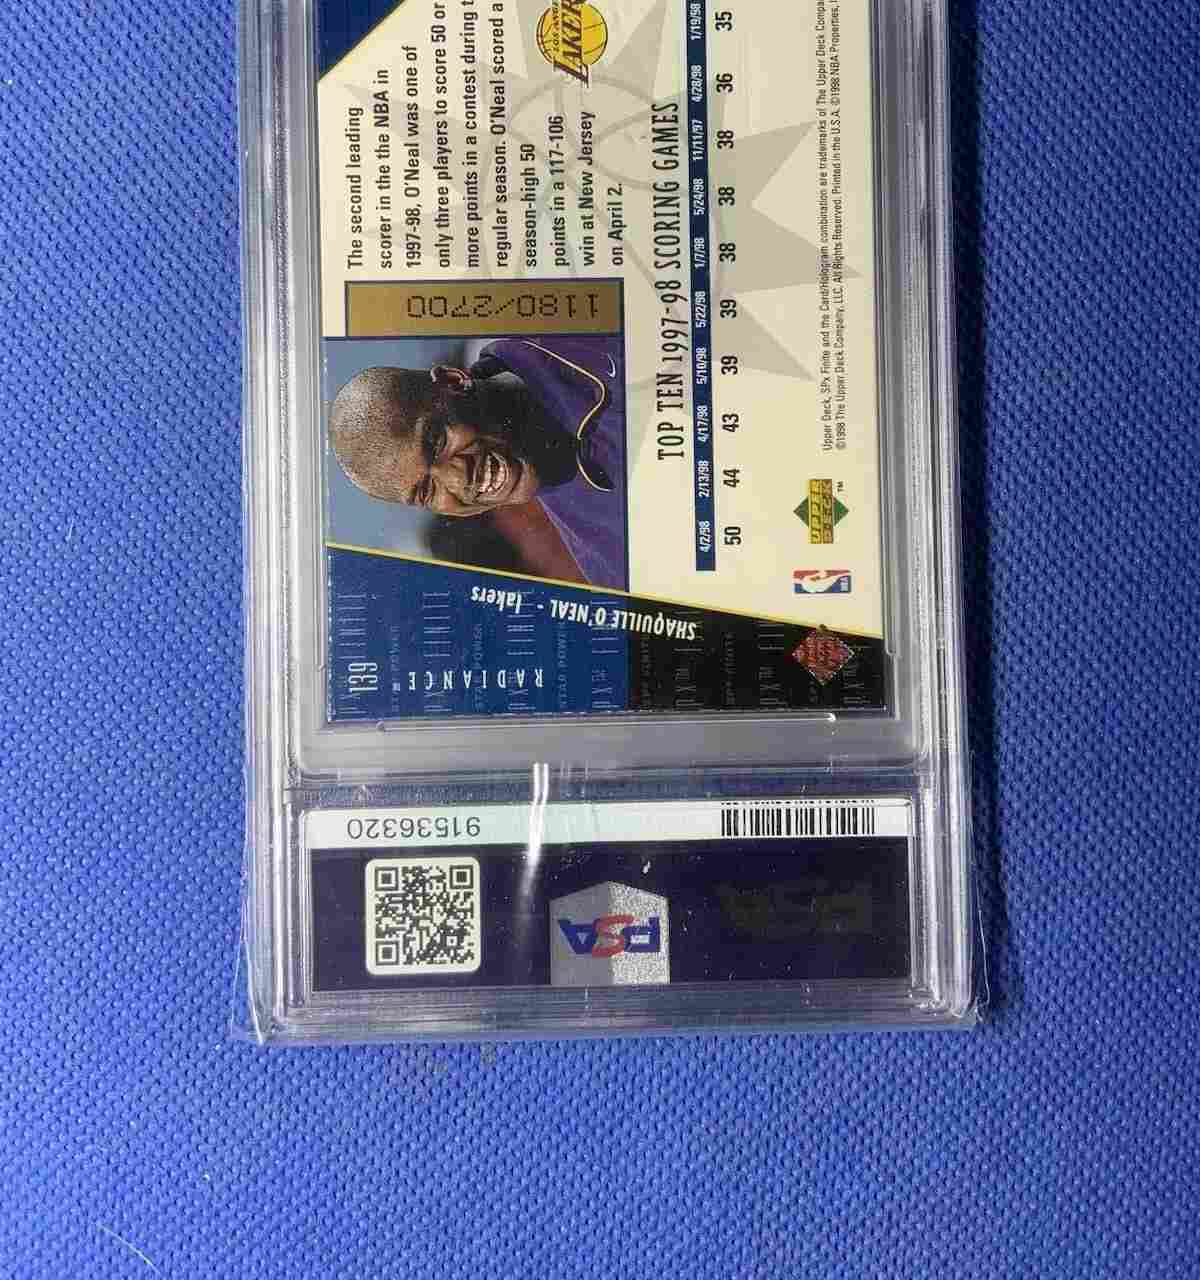 The second leading
scorer in the the NBA in
1997-98, O'Neal was one of
only three players to score 50 or
more points in a contest during
regular season. O'Neal scored a
season-high 50
points in a 117-106
win at New Jersey
on April 2.
LOS ANGELES
LAKERS
1180/2700
TOP TEN 1997-98 SCORING GAMES
4/2/98 2/13/98 4/17/98 5/10/98 5/22/98 1/7/98 5/24/98 11/11/97 4/28/98 1/19/98
50 44 43 39 39 38 38 38 36 35
Upper Deck, SPx Finite and the Card/Hologram combination are trademarks of The Upper Deck
©1998 The Upper Deck Company, LLC. All Rights Reserved. Printed in the U.S.A. ©1998 NBA Properties,
UPPER
DECK
TM
NBA
SHAQUILLE O'NEAL - lakers
139
RADIANCE
91536320
PSA
PSA